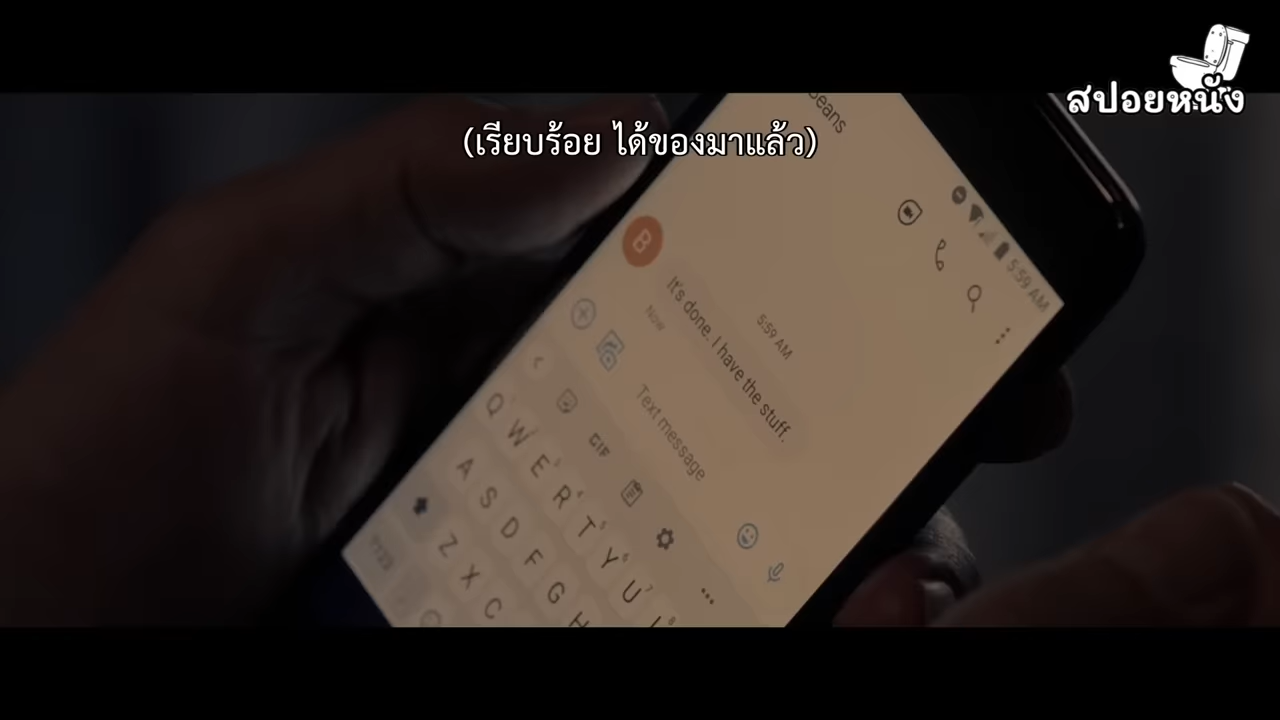 สปอยหนัง
(เรียบร้อย ได้ของมาแล้ว)
5:59 AM
5:59 AM
It's done. I have the stuff.
Now
B
Text message
GIF
Q W E R T Y U
A S D F G H
Z X C